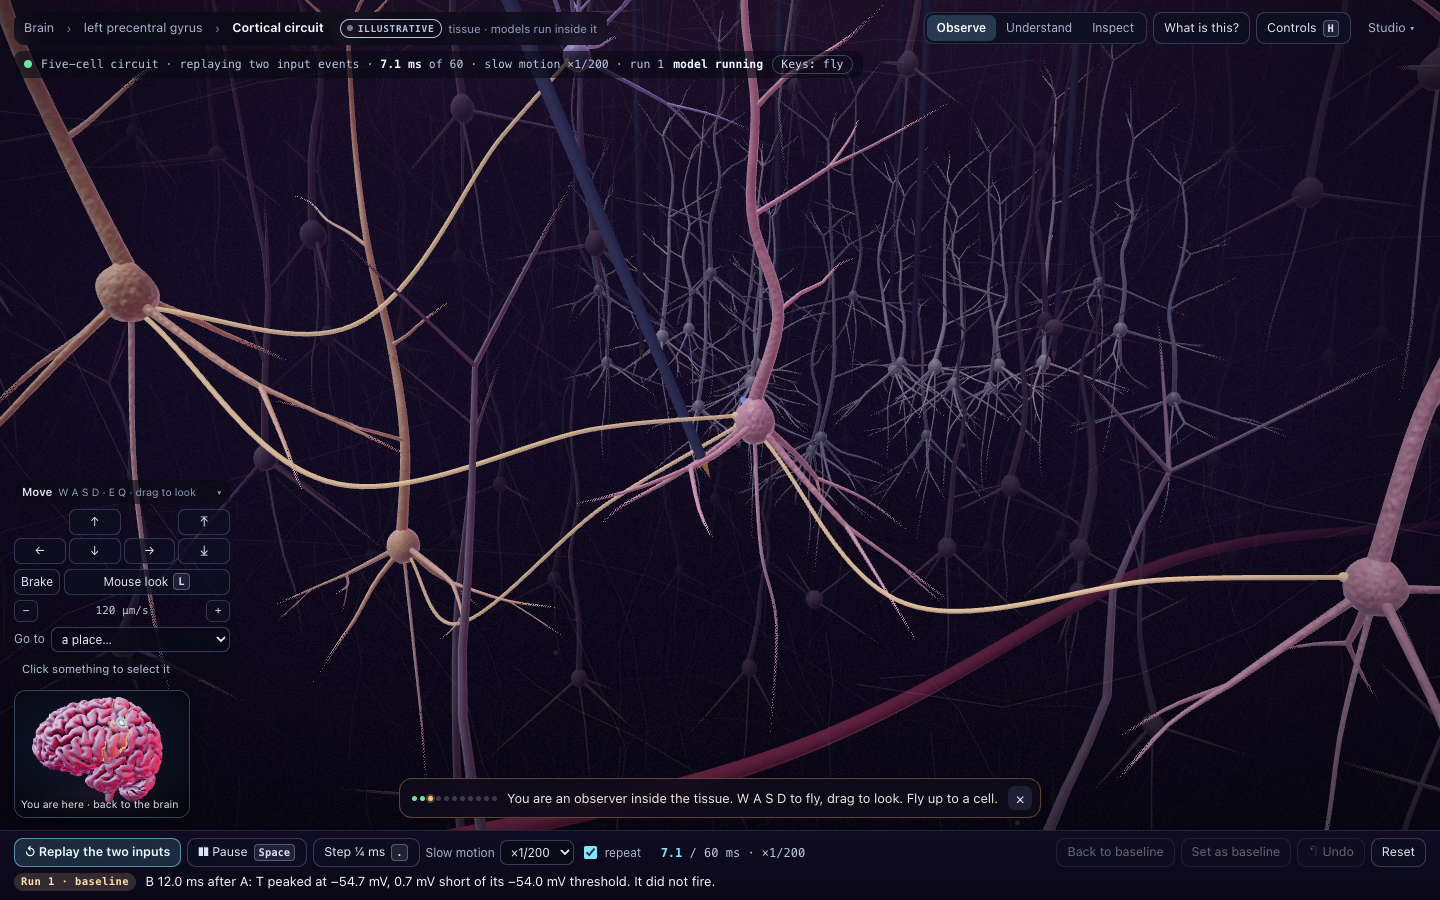 Brain › left precentral gyrus › Cortical circuit ILLUSTRATIVE tissue · models run inside it
Observe Understand Inspect What is this? Controls H Studio
Five-cell circuit · replaying two input events · 7.1 ms of 60 · slow motion ×1/200 · run 1 model running Keys: fly
Move W A S D · E Q · drag to look
↑ ⤒
← ↓ → ⤓
Brake Mouse look L
− 120 μm/s +
Go to a place…
Click something to select it
You are here · back to the brain
You are an observer inside the tissue. W A S D to fly, drag to look. Fly up to a cell. ×
Replay the two inputs Pause Space Step ¼ ms . Slow motion ×1/200 repeat 7.1 / 60 ms · ×1/200 Back to baseline Set as baseline Undo Reset
Run 1 · baseline B 12.0 ms after A: T peaked at −54.7 mV, 0.7 mV short of its −54.0 mV threshold. It did not fire.